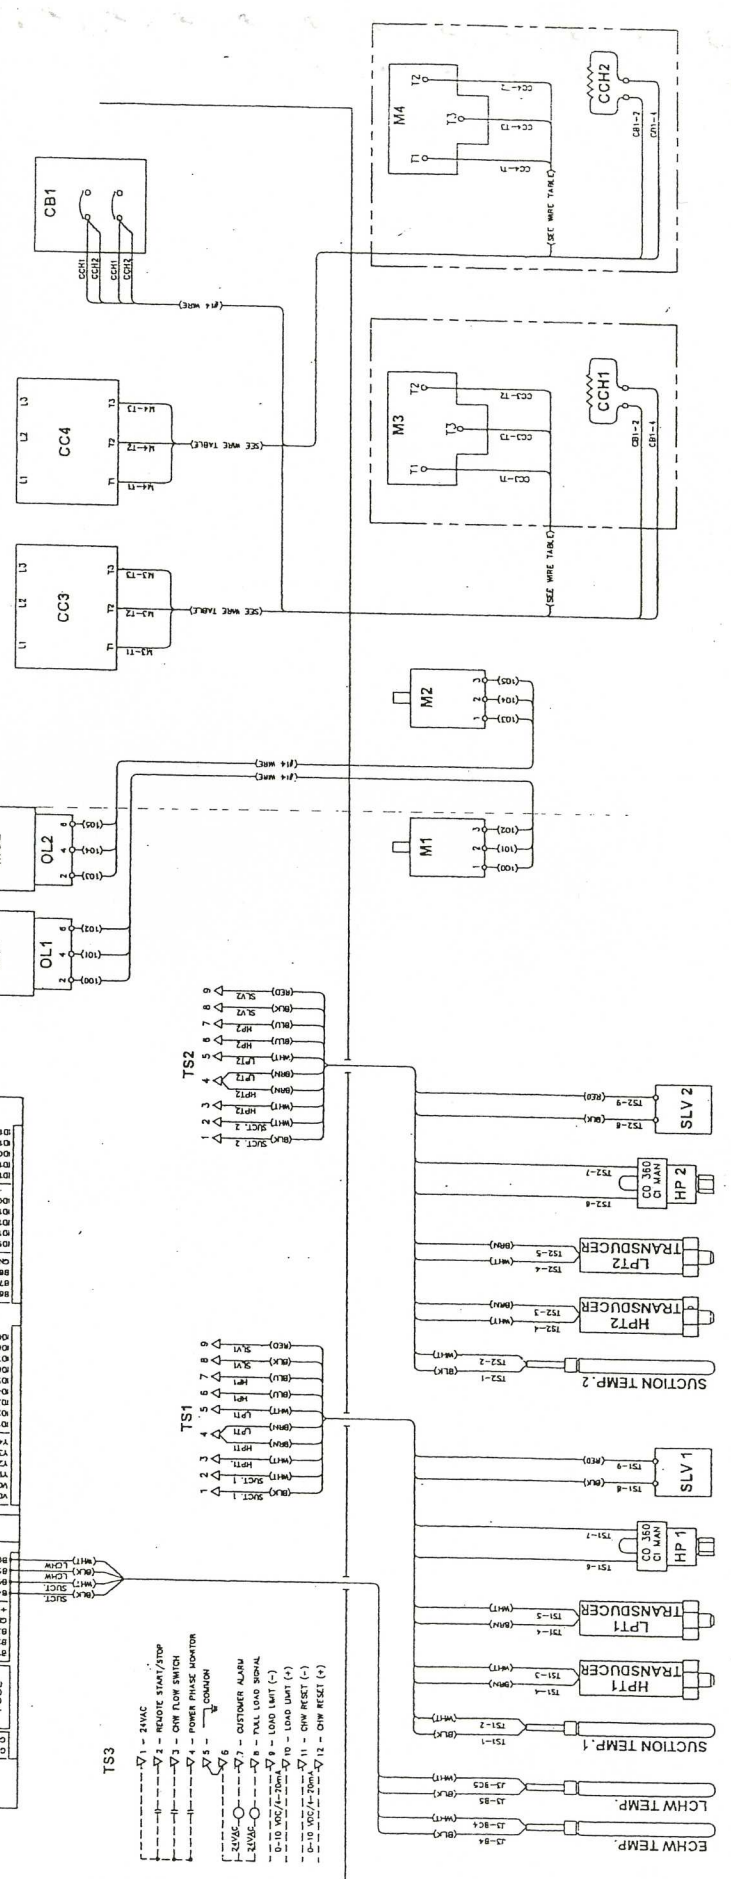 CB1
CCH1
CCH2
CCH1
CCH2
(#14 WIRE)
CC4
L1
L2
L3
T1
T2
T3
M4-T1
M4-T2
M4-T3
(SEE WIRE TABLE)
CC3
L1
L2
L3
T1
T2
T3
M3-T1
M3-T2
M3-T3
(SEE WIRE TABLE)
M4
T1
T3
T2
CC4-T1
CC4-T3
CC4-T2
(SEE WIRE TABLE)
CCH2
CB1-2
CB1-4
M3
T1
T3
T2
CC3-T1
CC3-T3
CC3-T2
(SEE WIRE TABLE)
CCH1
CB1-2
CB1-4
OL2
2
4
6
(103)
(104)
(105)
OL1
2
4
6
(100)
(101)
(102)
(#14 WIRE)
(#14 WIRE)
M2
1
2
3
(103)
(104)
(105)
M1
1
2
3
(100)
(101)
(102)
TS2
1 SUCT. 2 (BLK)
2 SUCT. 2 (WHT)
3 HPT2 (WHT)
4 HPT2 (BRN)
LPT2 (BRN)
5 LPT2 (WHT)
6 HP2 (BLU)
7 HP2 (BLU)
8 SLV2 (BLK)
9 SLV2 (RED)
SLV 2
TS2-9 (RED)
TS2-8 (BLK)
HP 2
CO 360
CI MAN
TS2-7
TS2-6
LPT2
TRANSDUCER
TS2-5 (BRN)
TS2-4 (WHT)
HPT2
TRANSDUCER
TS2-3 (BRN)
TS2-4 (WHT)
SUCTION TEMP.2
TS2-2 (WHT)
TS2-1 (BLK)
TS1
1 SUCT. 1 (BLK)
2 SUCT. 1 (WHT)
3 HPT1 (WHT)
4 HPT1 (BRN)
LPT1 (BRN)
5 LPT1 (WHT)
6 HP1 (BLU)
7 HP1 (BLU)
8 SLV1 (BLK)
9 SLV1 (RED)
SLV 1
TS1-9 (RED)
TS1-8 (BLK)
HP 1
CO 360
CI MAN
TS1-7
TS1-6
LPT1
TRANSDUCER
TS1-5 (WHT)
TS1-4 (BRN)
HPT1
TRANSDUCER
TS1-3 (WHT)
TS1-4 (BRN)
SUCTION TEMP.1
TS1-2 (WHT)
TS1-1 (BLK)
LCHW TEMP.
J3-BC5 (WHT)
J3-B5 (BLK)
ECHW TEMP.
J3-BC4 (WHT)
J3-B4 (BLK)
(WHT) LCHW
(BLK) LCHW
(WHT) SUCT.
(BLK) SUCT.
TS3
1 - 24VAC
2 - REMOTE START/STOP
3 - CHW FLOW SWITCH
4 - POWER PHASE MONITOR
5 - COMMON
6
24VAC 7 - CUSTOMER ALARM
24VAC 8 - FULL LOAD SIGNAL
9 - LOAD LIMIT (-)
0-10 VDC/4-20mA 10 - LOAD LIMIT (+)
11 - CHW RESET (-)
0-10 VDC/4-20mA 12 - CHW RESET (+)